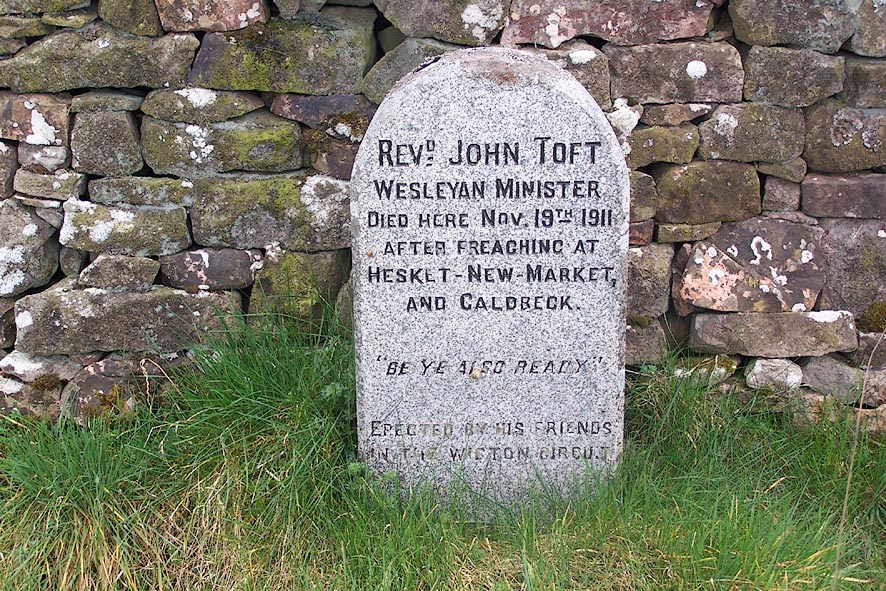 REVD. JOHN TOFT
WESLEYAN MINISTER
DIED HERE NOV. 19TH 1911
AFTER PREACHING AT
HESKET-NEW-MARKET,
AND CALDBECK.
"BE YE ALSO READY"
ERECTED BY HIS FRIENDS
IN THE WIGTON CIRCUIT